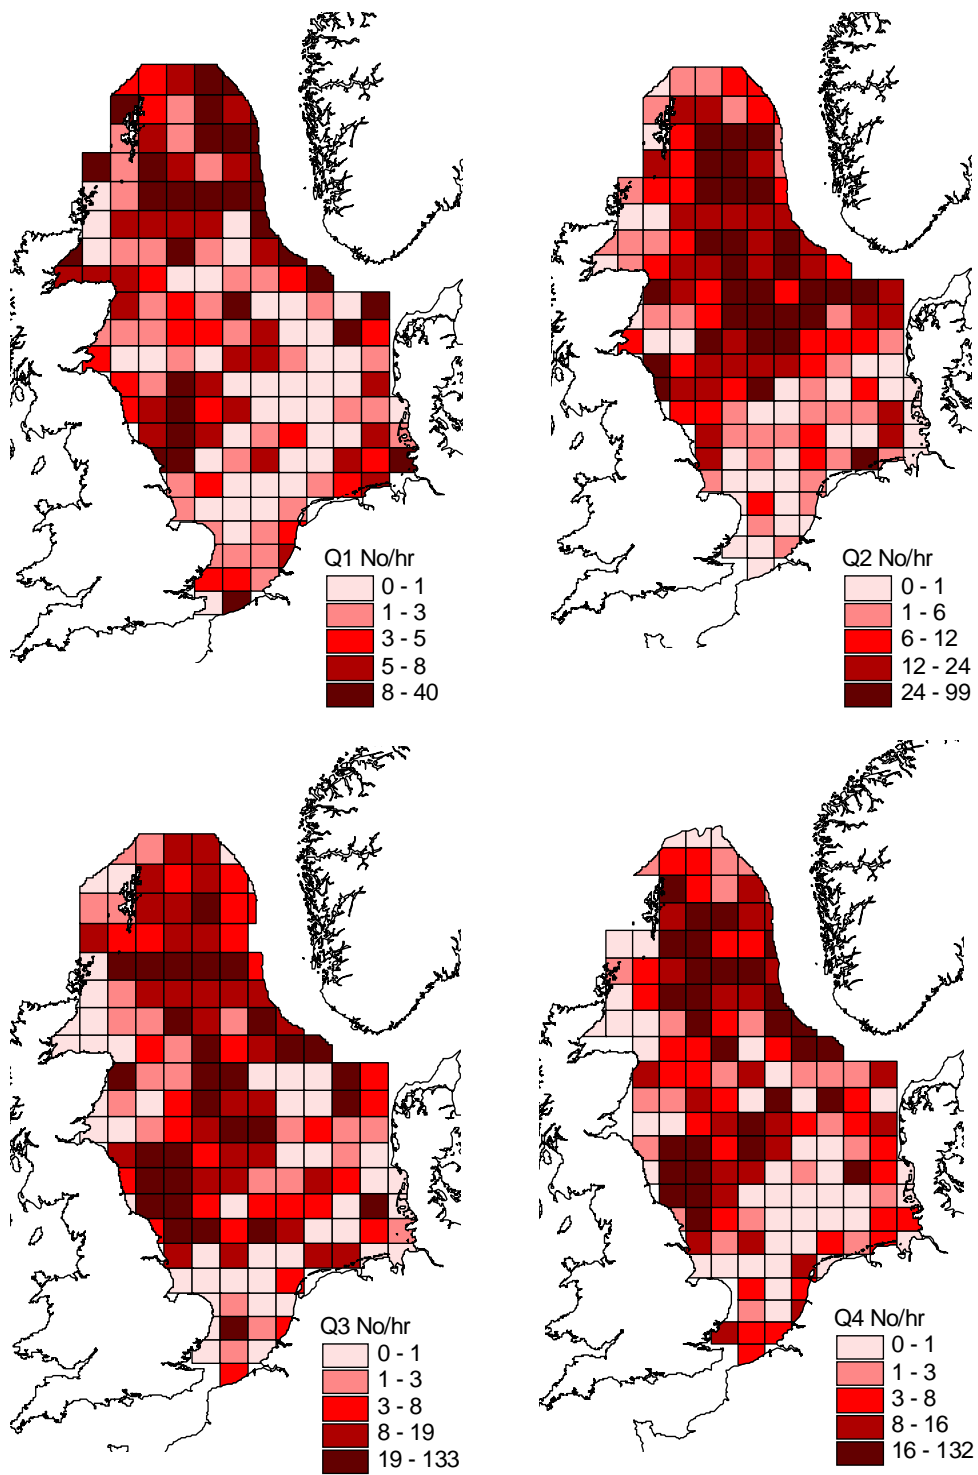 Q1 No/hr
0 - 1
1 - 3
3 - 5
5 - 8
8 - 40
Q2 No/hr
0 - 1
1 - 6
6 - 12
12 - 24
24 - 99
Q3 No/hr
0 - 1
1 - 3
3 - 8
8 - 19
19 - 133
Q4 No/hr
0 - 1
1 - 3
3 - 8
8 - 16
16 - 132